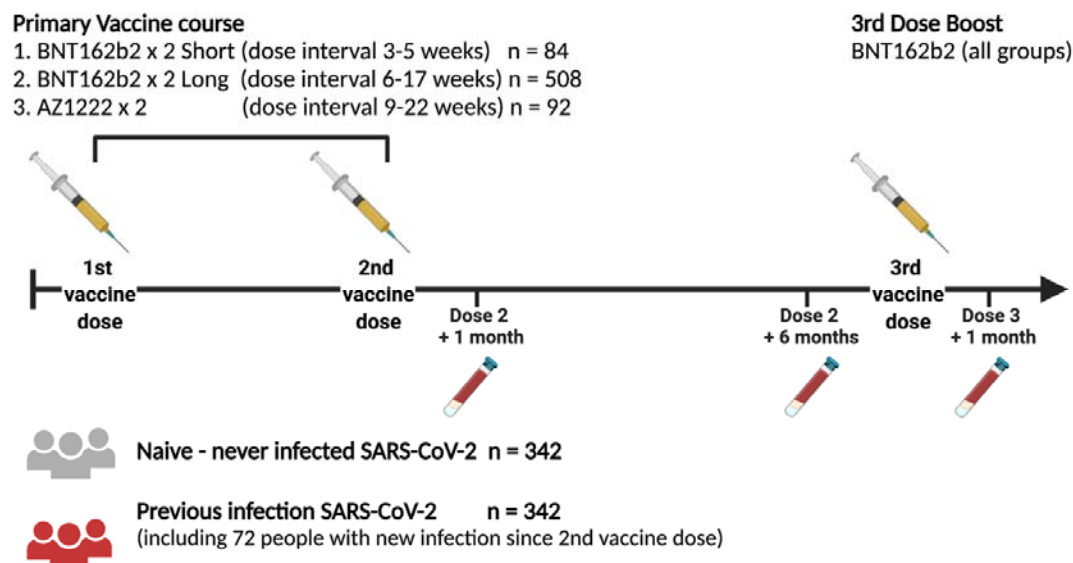 Primary Vaccine course
1. BNT162b2 x 2 Short (dose interval 3-5 weeks) n = 84
2. BNT162b2 x 2 Long (dose interval 6-17 weeks) n = 508
3. AZ1222 x 2 (dose interval 9-22 weeks) n = 92
3rd Dose Boost
BNT162b2 (all groups)
1st
vaccine
dose
2nd
vaccine
dose
Dose 2
+ 1 month
Dose 2
+ 6 months
3rd
vaccine
dose
Dose 3
+ 1 month
Naive - never infected SARS-CoV-2 n = 342
Previous infection SARS-CoV-2 n = 342
(including 72 people with new infection since 2nd vaccine dose)